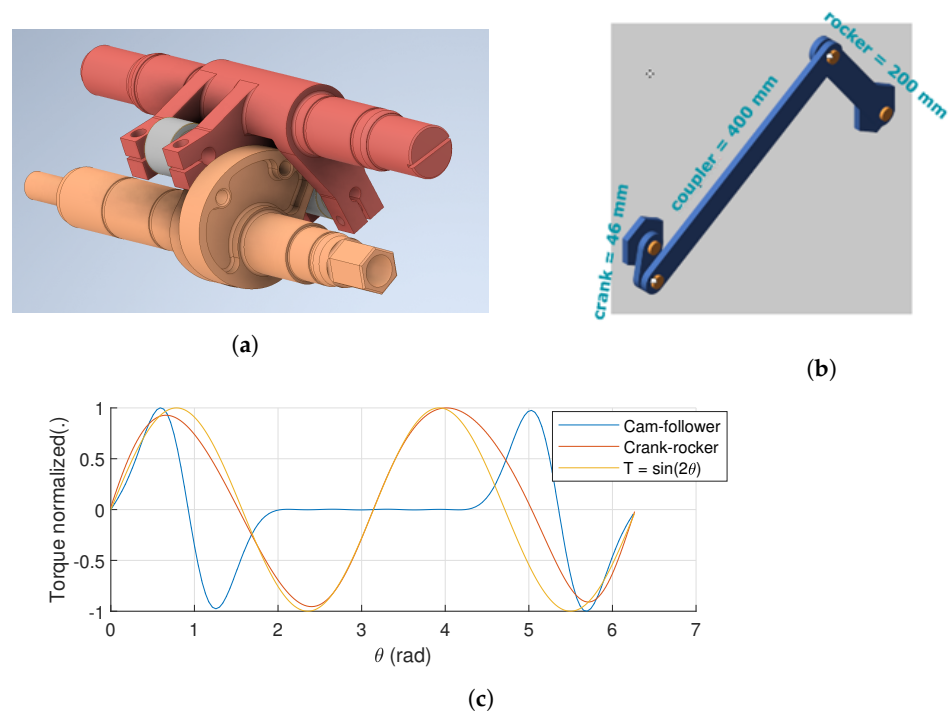 rocker = 200 mm
coupler = 400 mm
crank = 46 mm
(a)
(b)
Torque normalized(.)
1
0.5
0
-0.5
-1
Cam-follower
Crank-rocker
T = sin(2θ)
0 1 2 3 4 5 6 7
θ (rad)
(c)